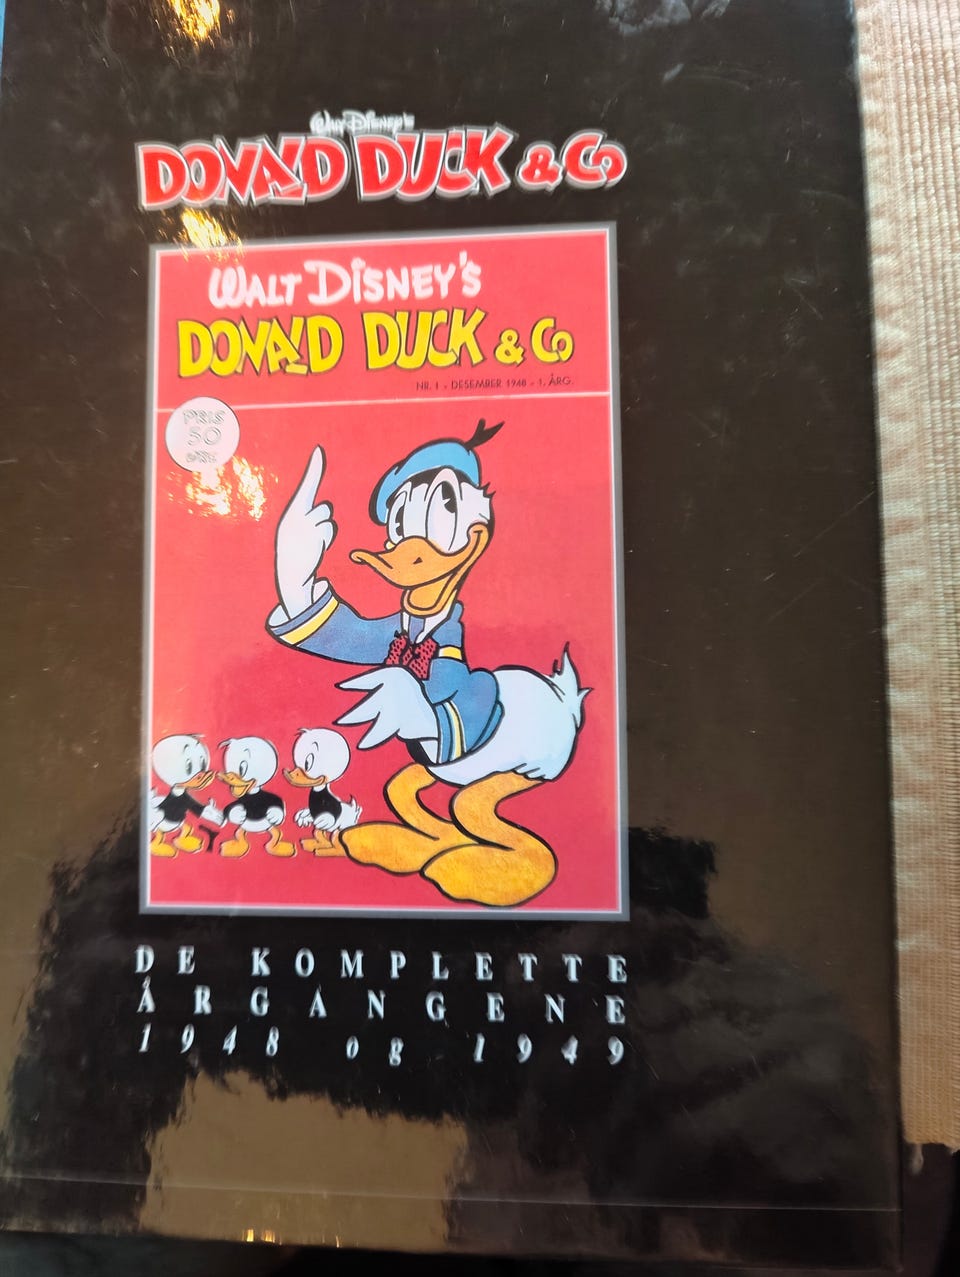 Walt Disney's
DONALD DUCK & Co
WALT DISNEY'S
DONALD DUCK & Co
NR. 1 - DESEMBER 1948 - 1. ÅRG.
PRIS
50
ØRE
DE KOMPLETTE
ÅRGANGENE
1948 og 1949